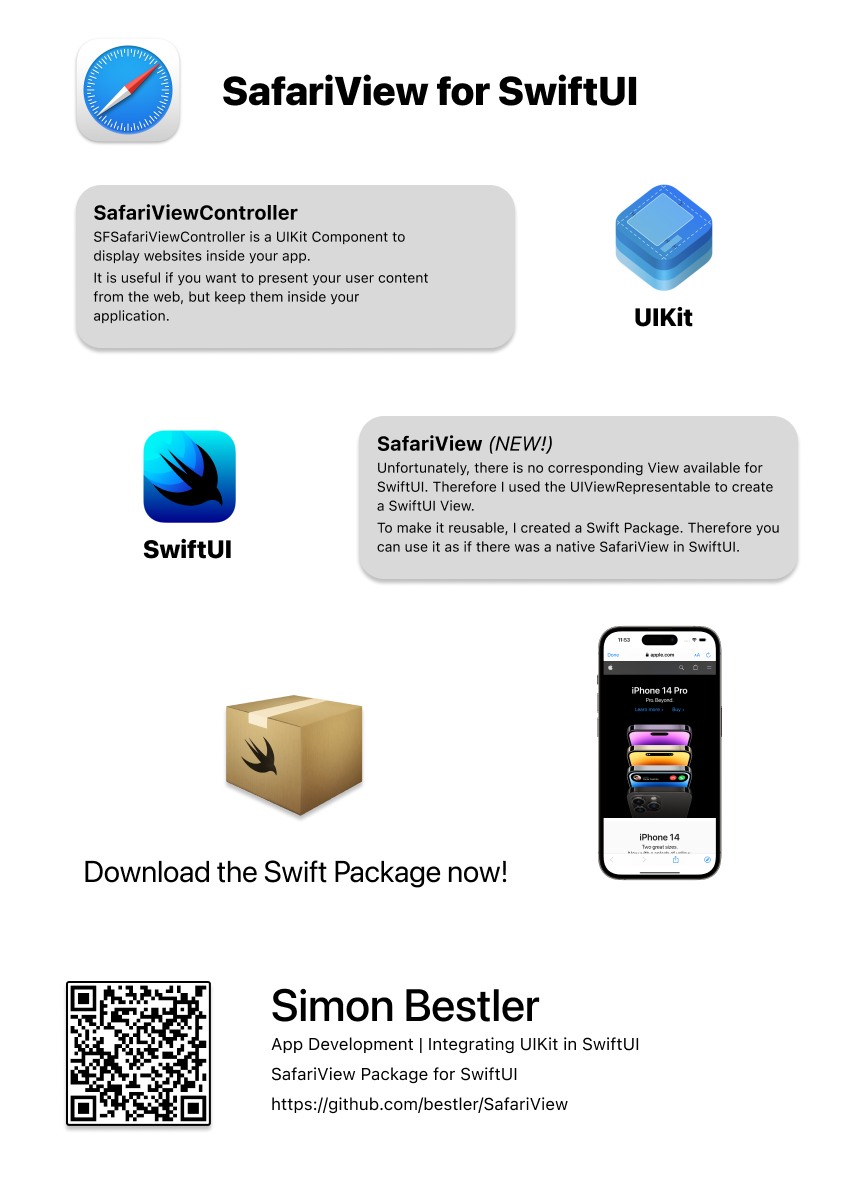 SafariView for SwiftUI
SafariViewController
SFSafariViewController is a UIKit Component to
display websites inside your app.
It is useful if you want to present your user content
from the web, but keep them inside your
application.
UIKit
SwiftUI
SafariView (NEW!)
Unfortunately, there is no corresponding View available for
SwiftUI. Therefore I used the UIViewRepresentable to create
a SwiftUI View.
To make it reusable, I created a Swift Package. Therefore you
can use it as if there was a native SafariView in SwiftUI.
11:53
Done
apple.com
AA
iPhone 14 Pro
Pro. Beyond.
Learn more > Buy >
iPhone 14
Two great sizes.
Download the Swift Package now!
Simon Bestler
App Development | Integrating UIKit in SwiftUI
SafariView Package for SwiftUI
https://github.com/bestler/SafariView